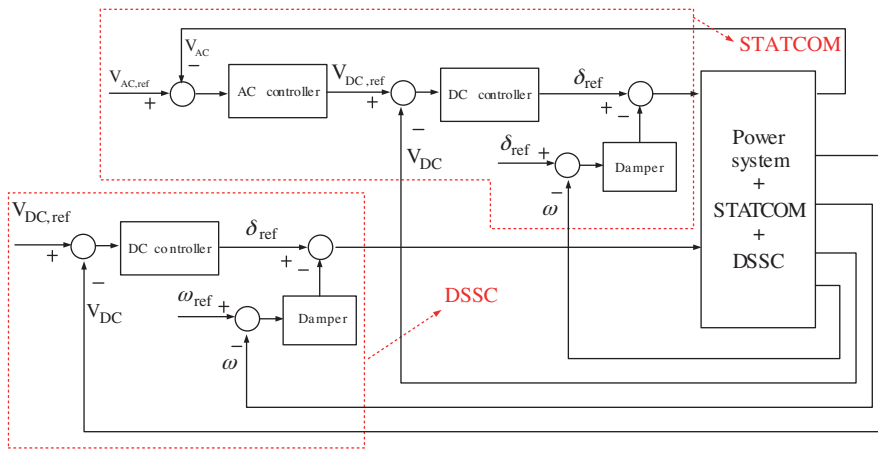 V_AC
STATCOM
V_AC,ref
−
+
AC controller
V_DC,ref
+
−
V_DC
DC controller
δ_ref
+
−
δ_ref
+
−
ω
Damper
Power
system
+
STATCOM
+
DSSC
V_DC,ref
+
−
V_DC
DC controller
δ_ref
+
−
ω_ref
+
−
ω
Damper
DSSC